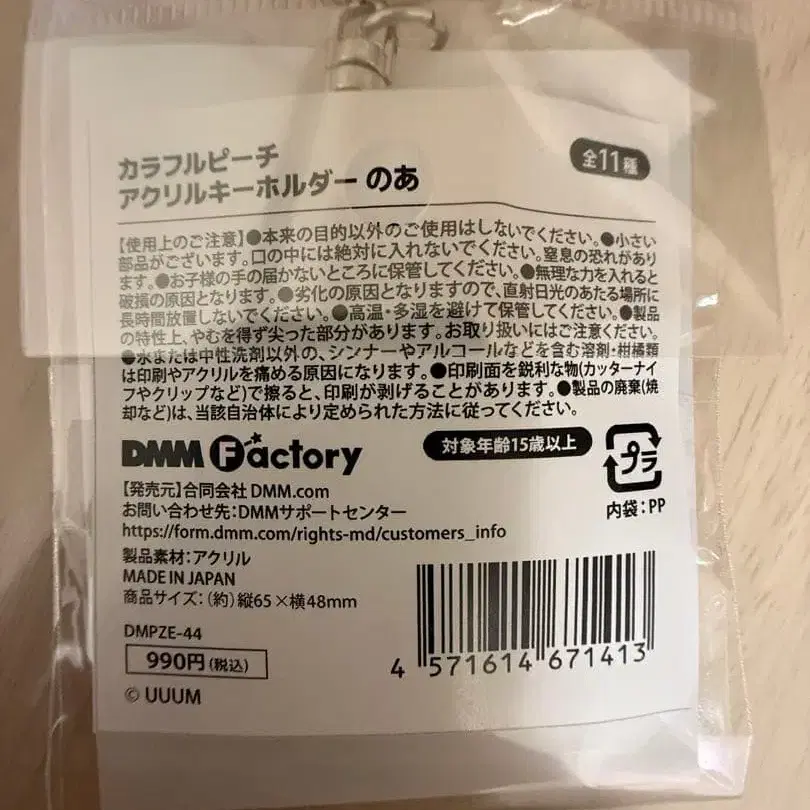 カラフルピーチ
アクリルキーホルダー のあ
全11種
【使用上のご注意】●本来の目的以外のご使用はしないでください。●小さい
部品がございます。口の中には絶対に入れないでください。窒息の恐れがあり
ます。●お子様の手の届かないところに保管してください。●無理な力を入れると
破損の原因となります。●劣化の原因となりますので、直射日光のあたる場所に
長時間放置しないでください。●高温・多湿を避けて保管してください。●製品
の特性上、やむを得ず尖った部分があります。お取り扱いにはご注意ください。
●水または中性洗剤以外の、シンナーやアルコールなどを含む溶剤・柑橘類
は印刷やアクリルを痛める原因になります。●印刷面を鋭利な物(カッターナイ
フやクリップなど)で擦ると、印刷が剥げることがあります。●製品の廃棄(焼
却など)は、当該自治体により定められた方法に従ってください。
DMM Factory
対象年齢15歳以上
プラ
内袋:PP
【発売元】合同会社DMM.com
お問い合わせ先:DMMサポートセンター
https://form.dmm.com/rights-md/customers_info
製品素材:アクリル
MADE IN JAPAN
商品サイズ:(約)縦65×横48mm
DMPZE-44
990円(税込)
© UUUM
4 571614 671413